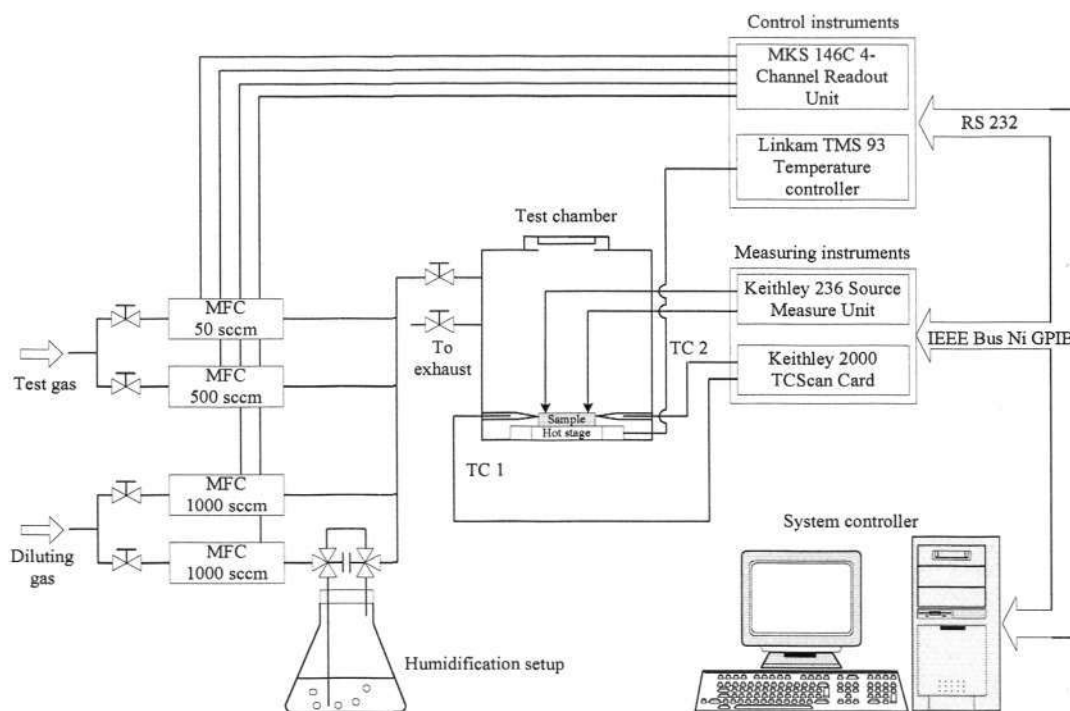 Control instruments
MKS 146C 4-
Channel Readout
Unit
RS 232
Linkam TMS 93
Temperature
controller
Test chamber
Measuring instruments
Keithley 236 Source
Measure Unit
IEEE Bus Ni GPIB
Keithley 2000
TCScan Card
MFC
50 sccm
Test gas
MFC
500 sccm
To
exhaust
TC 2
Sample
Hot stage
TC 1
MFC
1000 sccm
Diluting
gas
MFC
1000 sccm
Humidification setup
System controller